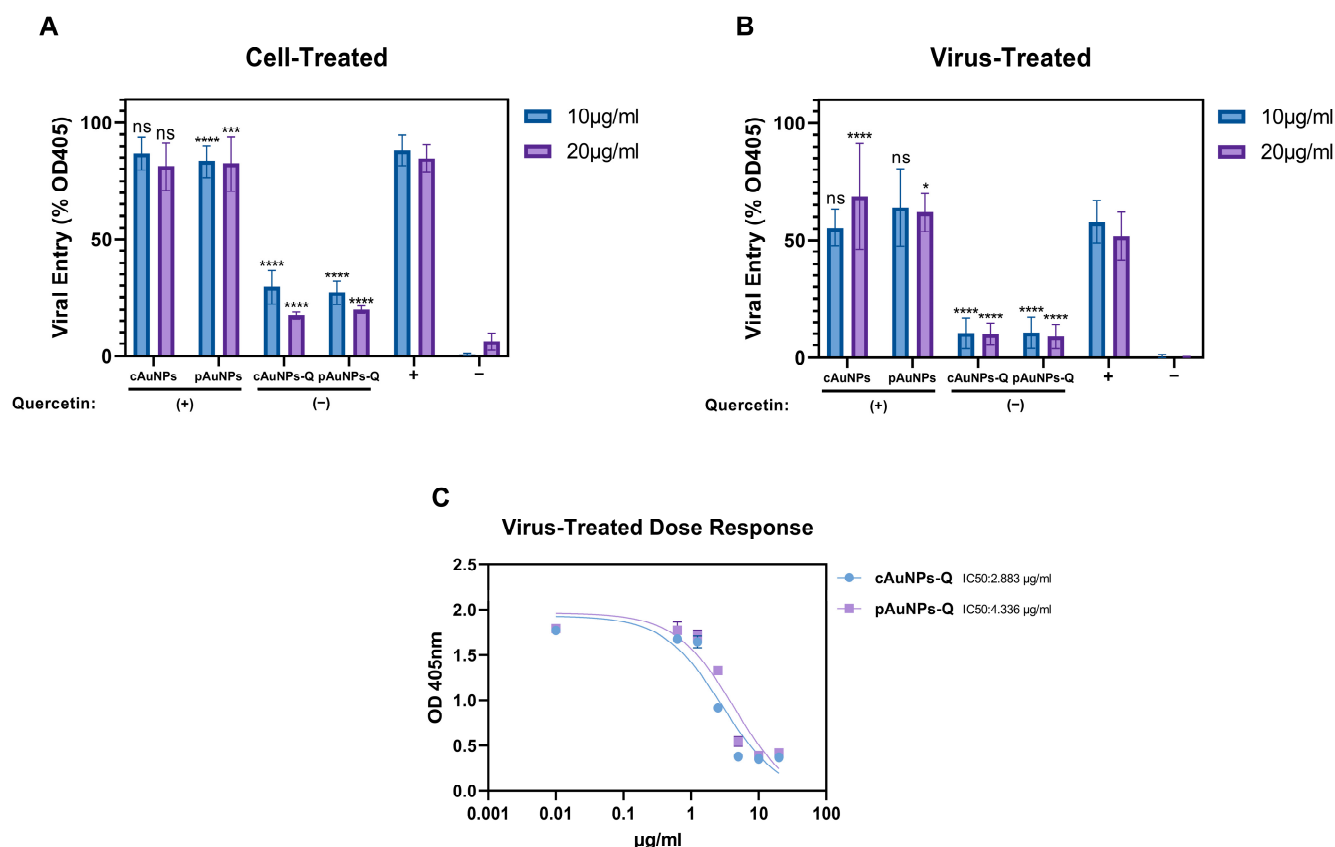 A
Cell-Treated
Viral Entry (% OD405)
100
50
0
ns ns **** *** **** **** **** ****
cAuNPs pAuNPs cAuNPs-Q pAuNPs-Q + −
Quercetin: (+) (−)
10µg/ml
20µg/ml
B
Virus-Treated
Viral Entry (% OD405)
100
50
0
ns **** ns * **** **** **** ****
cAuNPs pAuNPs cAuNPs-Q pAuNPs-Q + −
Quercetin: (+) (−)
10µg/ml
20µg/ml
C
Virus-Treated Dose Response
OD 405nm
2.5
2.0
1.5
1.0
0.5
0.0
0.001 0.01 0.1 1 10 100
µg/ml
cAuNPs-Q IC50:2.883 µg/ml
pAuNPs-Q IC50:4.336 µg/ml